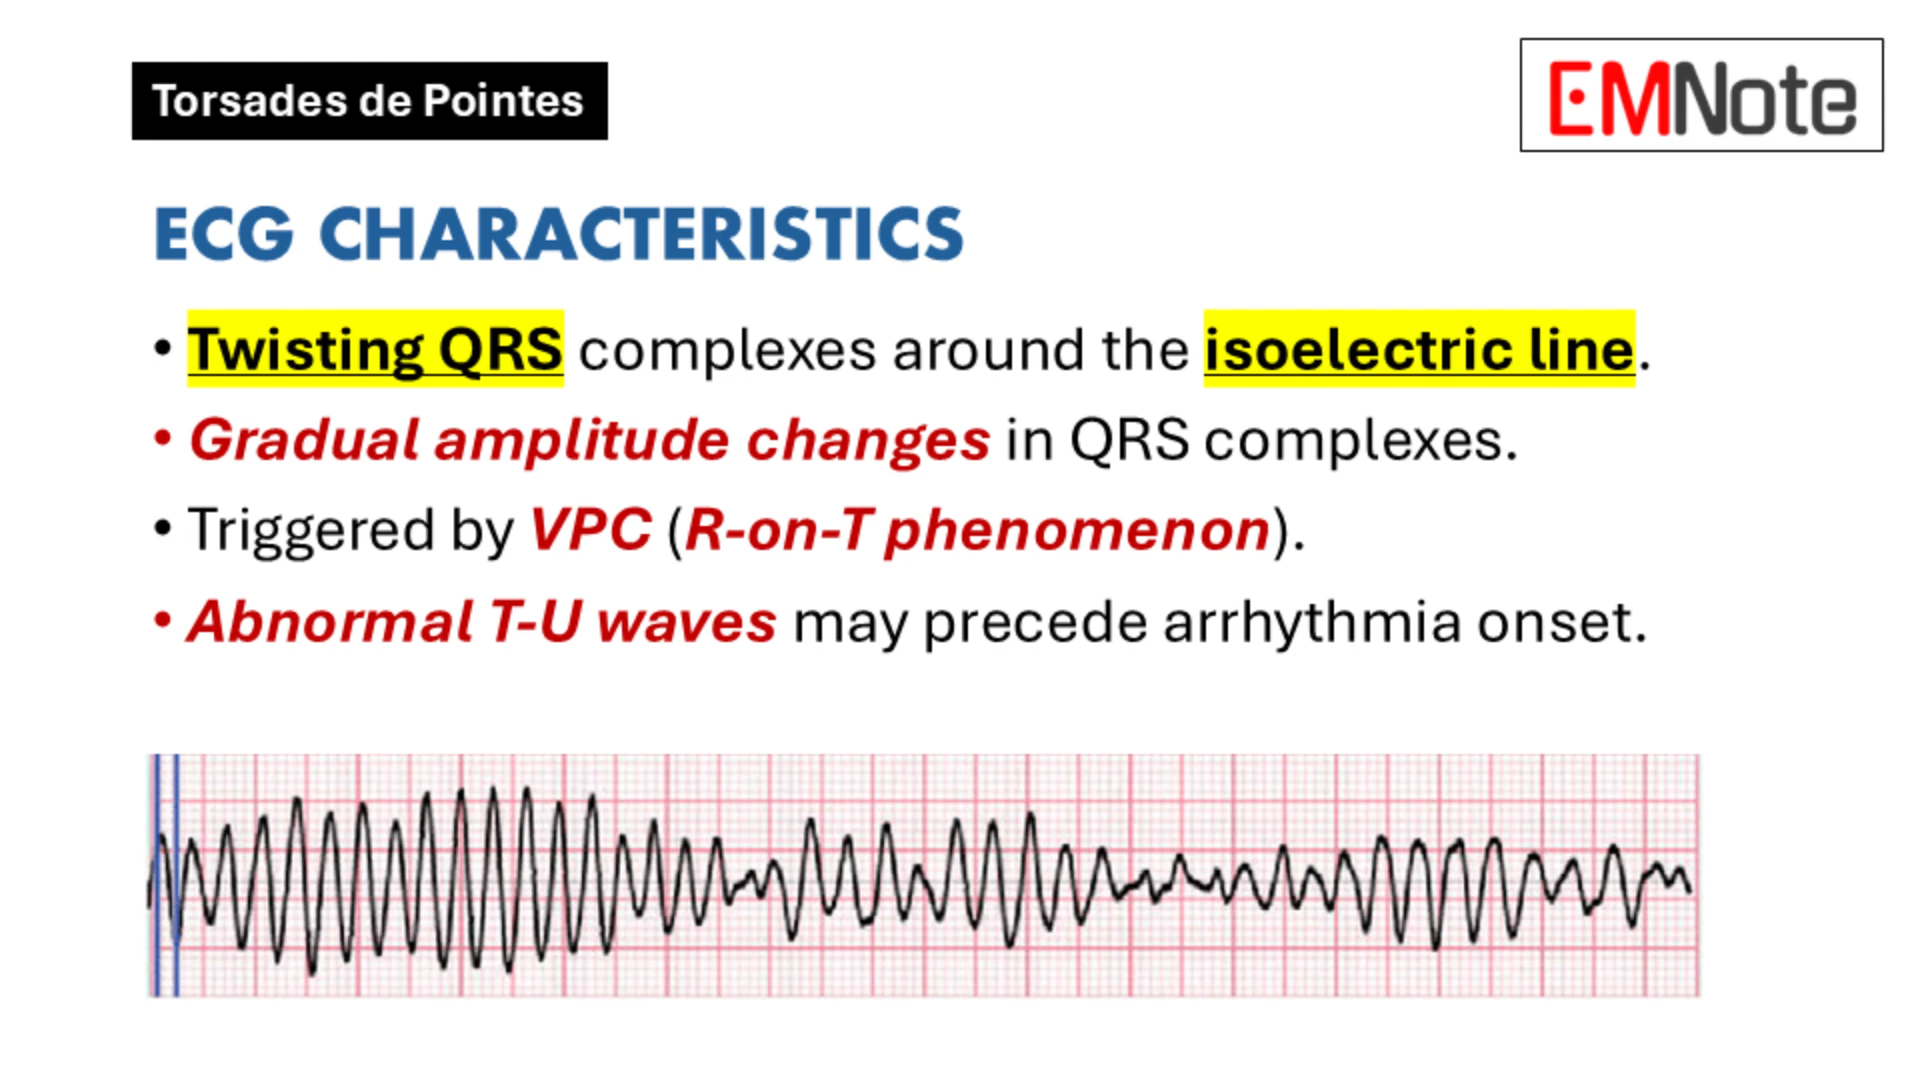 Torsades de Pointes
EMNote
ECG CHARACTERISTICS
• Twisting QRS complexes around the isoelectric line.
• Gradual amplitude changes in QRS complexes.
• Triggered by VPC (R-on-T phenomenon).
• Abnormal T-U waves may precede arrhythmia onset.